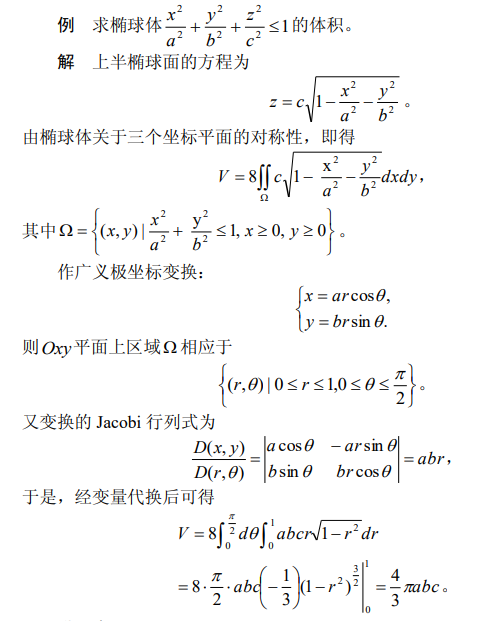 例 求椭球体 $\frac{x^2}{a^2}+\frac{y^2}{b^2}+\frac{z^2}{c^2}\leq 1$ 的体积。
解 上半椭球面的方程为
$z=c\sqrt{1-\frac{x^2}{a^2}-\frac{y^2}{b^2}}$ 。
由椭球体关于三个坐标平面的对称性，即得
$V=8\iint\limits_{\Omega}c\sqrt{1-\frac{x^2}{a^2}-\frac{y^2}{b^2}}dxdy$，
其中 $\Omega=\left\{(x,y)|\frac{x^2}{a^2}+\frac{y^2}{b^2}\leq 1,x\geq 0,y\geq 0\right\}$ 。
作广义极坐标变换：
$\begin{cases}x=ar\cos\theta,\\y=br\sin\theta.\end{cases}$
则 $Oxy$ 平面上区域 $\Omega$ 相应于
$\left\{(r,\theta)|0\leq r\leq 1,0\leq\theta\leq\frac{\pi}{2}\right\}$ 。
又变换的 Jacobi 行列式为
$\frac{D(x,y)}{D(r,\theta)}=\begin{vmatrix}a\cos\theta & -ar\sin\theta\\b\sin\theta & br\cos\theta\end{vmatrix}=abr$，
于是，经变量代换后可得
$V=8\int_0^{\frac{\pi}{2}}d\theta\int_0^1 abcr\sqrt{1-r^2}dr$
$=8\cdot\frac{\pi}{2}\cdot abc\left(-\frac{1}{3}\right)(1-r^2)^{\frac{3}{2}}\Big|_0^1=\frac{4}{3}\pi abc$ 。